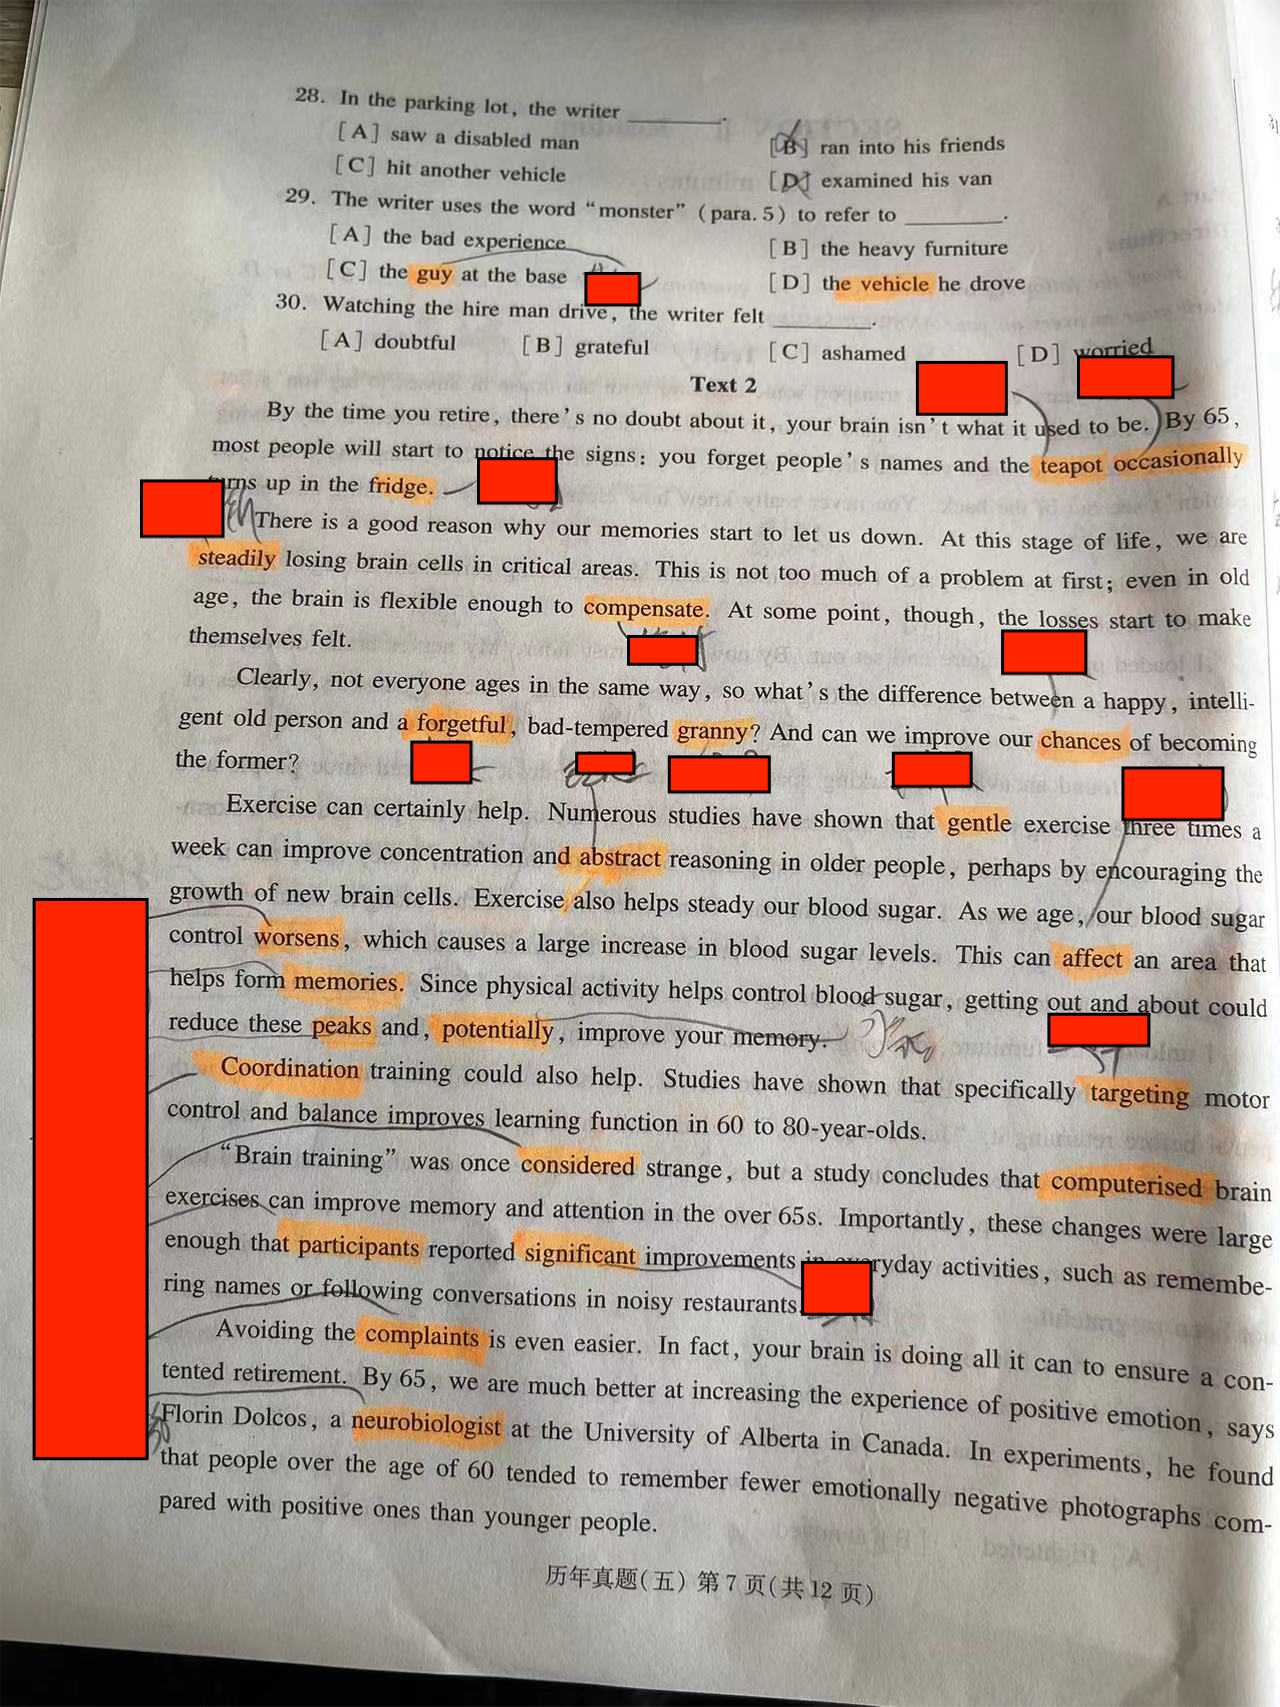 28. In the parking lot, the writer ________.
[A] saw a disabled man [B] ran into his friends
[C] hit another vehicle [D] examined his van
29. The writer uses the word “monster” (para. 5) to refer to ________.
[A] the bad experience [B] the heavy furniture
[C] the guy at the base [D] the vehicle he drove
30. Watching the hire man drive, the writer felt ________.
[A] doubtful [B] grateful [C] ashamed [D] worried
Text 2
By the time you retire, there's no doubt about it, your brain isn't what it used to be. By 65,
most people will start to notice the signs: you forget people's names and the teapot occasionally
turns up in the fridge.
There is a good reason why our memories start to let us down. At this stage of life, we are
steadily losing brain cells in critical areas. This is not too much of a problem at first; even in old
age, the brain is flexible enough to compensate. At some point, though, the losses start to make
themselves felt.
Clearly, not everyone ages in the same way, so what's the difference between a happy, intelli-
gent old person and a forgetful, bad-tempered granny? And can we improve our chances of becoming
the former?
Exercise can certainly help. Numerous studies have shown that gentle exercise three times a
week can improve concentration and abstract reasoning in older people, perhaps by encouraging the
growth of new brain cells. Exercise also helps steady our blood sugar. As we age, our blood sugar
control worsens, which causes a large increase in blood sugar levels. This can affect an area that
helps form memories. Since physical activity helps control blood sugar, getting out and about could
reduce these peaks and, potentially, improve your memory.
Coordination training could also help. Studies have shown that specifically targeting motor
control and balance improves learning function in 60 to 80-year-olds.
“Brain training” was once considered strange, but a study concludes that computerised brain
exercises can improve memory and attention in the over 65s. Importantly, these changes were large
enough that participants reported significant improvements in everyday activities, such as remembe-
ring names or following conversations in noisy restaurants.
Avoiding the complaints is even easier. In fact, your brain is doing all it can to ensure a con-
tented retirement. By 65, we are much better at increasing the experience of positive emotion, says
Florin Dolcos, a neurobiologist at the University of Alberta in Canada. In experiments, he found
that people over the age of 60 tended to remember fewer emotionally negative photographs com-
pared with positive ones than younger people.
历年真题(五) 第7页(共12页)